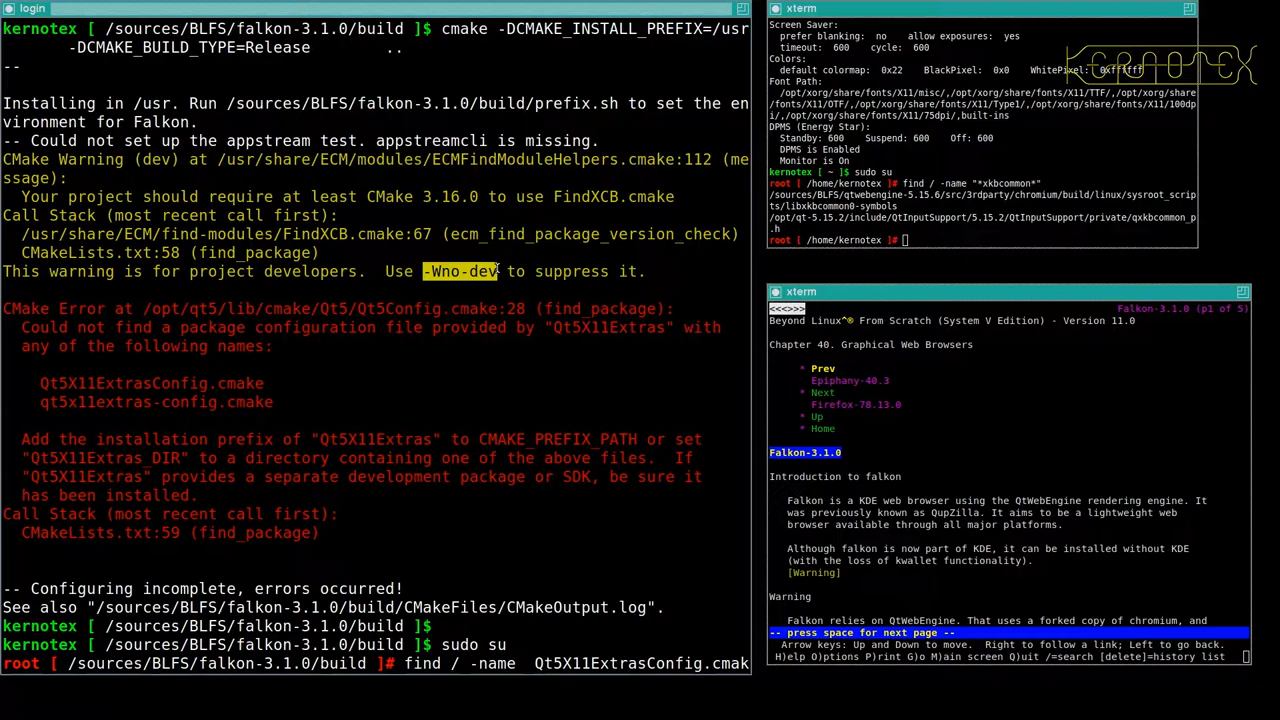 login
kernotex [ /sources/BLFS/falkon-3.1.0/build ]$ cmake -DCMAKE_INSTALL_PREFIX=/usr
-DCMAKE_BUILD_TYPE=Release ..
--
Installing in /usr. Run /sources/BLFS/falkon-3.1.0/build/prefix.sh to set the en
vironment for Falkon.
-- Could not set up the appstream test. appstreamcli is missing.
CMake Warning (dev) at /usr/share/ECM/modules/ECMFindModuleHelpers.cmake:112 (me
ssage):
Your project should require at least CMake 3.16.0 to use FindXCB.cmake
Call Stack (most recent call first):
/usr/share/ECM/find-modules/FindXCB.cmake:67 (ecm_find_package_version_check)
CMakeLists.txt:58 (find_package)
This warning is for project developers.  Use -Wno-dev to suppress it.
CMake Error at /opt/qt5/lib/cmake/Qt5/Qt5Config.cmake:28 (find_package):
Could not find a package configuration file provided by "Qt5X11Extras" with
any of the following names:
Qt5X11ExtrasConfig.cmake
qt5x11extras-config.cmake
Add the installation prefix of "Qt5X11Extras" to CMAKE_PREFIX_PATH or set
"Qt5X11Extras_DIR" to a directory containing one of the above files.  If
"Qt5X11Extras" provides a separate development package or SDK, be sure it
has been installed.
Call Stack (most recent call first):
CMakeLists.txt:59 (find_package)
-- Configuring incomplete, errors occurred!
See also "/sources/BLFS/falkon-3.1.0/build/CMakeFiles/CMakeOutput.log".
kernotex [ /sources/BLFS/falkon-3.1.0/build ]$
kernotex [ /sources/BLFS/falkon-3.1.0/build ]$ sudo su
root [ /sources/BLFS/falkon-3.1.0/build ]# find / -name  Qt5X11ExtrasConfig.cmak
xterm
Screen Saver:
prefer blanking:  no    allow exposures:  yes
timeout:  600    cycle:  600
Colors:
default colormap:  0x22    BlackPixel:  0x0    WhitePixel:  0xffffff
KERNOTEX
Font Path:
/opt/xorg/share/fonts/X11/misc/,/opt/xorg/share/fonts/X11/TTF/,/opt/xorg/share
/fonts/X11/OTF/,/opt/xorg/share/fonts/X11/Type1/,/opt/xorg/share/fonts/X11/100dp
i/,/opt/xorg/share/fonts/X11/75dpi/,built-ins
DPMS (Energy Star):
Standby: 600    Suspend: 600    Off: 600
DPMS is Enabled
Monitor is On
kernotex [ ~ ]$ sudo su
root [ /home/kernotex ]# find / -name "*xkbcommon*"
/sources/BLFS/qtwebengine-5.15.6/src/3rdparty/chromium/build/linux/sysroot_scrip
ts/libxkbcommon0-symbols
/opt/qt-5.15.2/include/QtInputSupport/5.15.2/QtInputSupport/private/qxkbcommon_p
.h
root [ /home/kernotex ]#
xterm
<<<>>> Falkon-3.1.0 (p1 of 5)
Beyond Linux^® From Scratch (System V Edition) - Version 11.0
Chapter 40. Graphical Web Browsers
* Prev
Epiphany-40.3
* Next
Firefox-78.13.0
* Up
* Home
Falkon-3.1.0
Introduction to falkon
Falkon is a KDE web browser using the QtWebEngine rendering engine. It
was previously known as QupZilla. It aims to be a lightweight web
browser available through all major platforms.
Although falkon is now part of KDE, it can be installed without KDE
(with the loss of kwallet functionality).
[Warning]
Warning
Falkon relies on QtWebEngine. That uses a forked copy of chromium, and
-- press space for next page --
Arrow keys: Up and Down to move.  Right to follow a link; Left to go back.
H)elp O)ptions P)rint G)o M)ain screen Q)uit /=search [delete]=history list